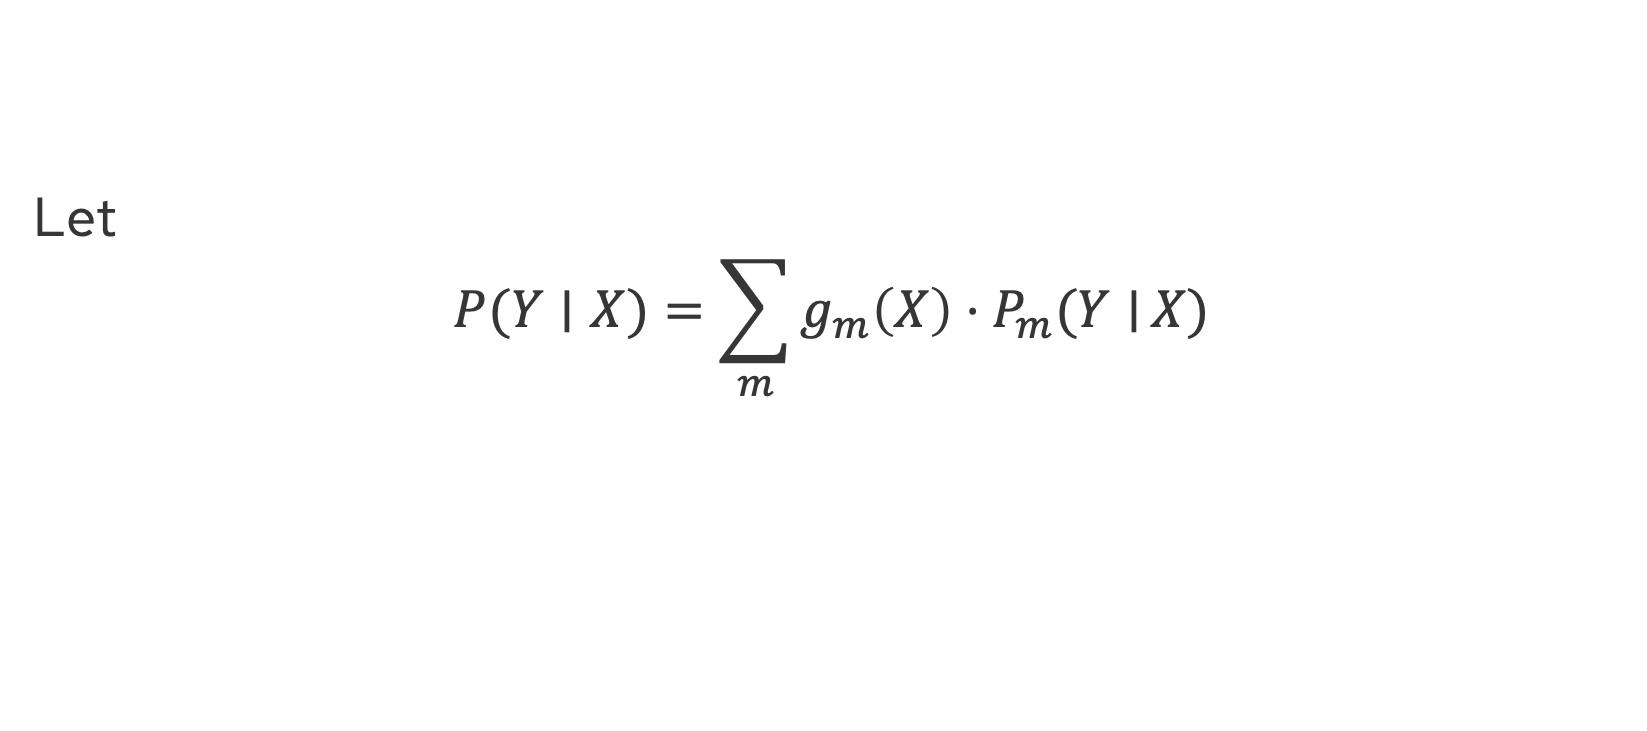 Let
P(Y | X) = ∑_m g_m(X) · P_m(Y | X)